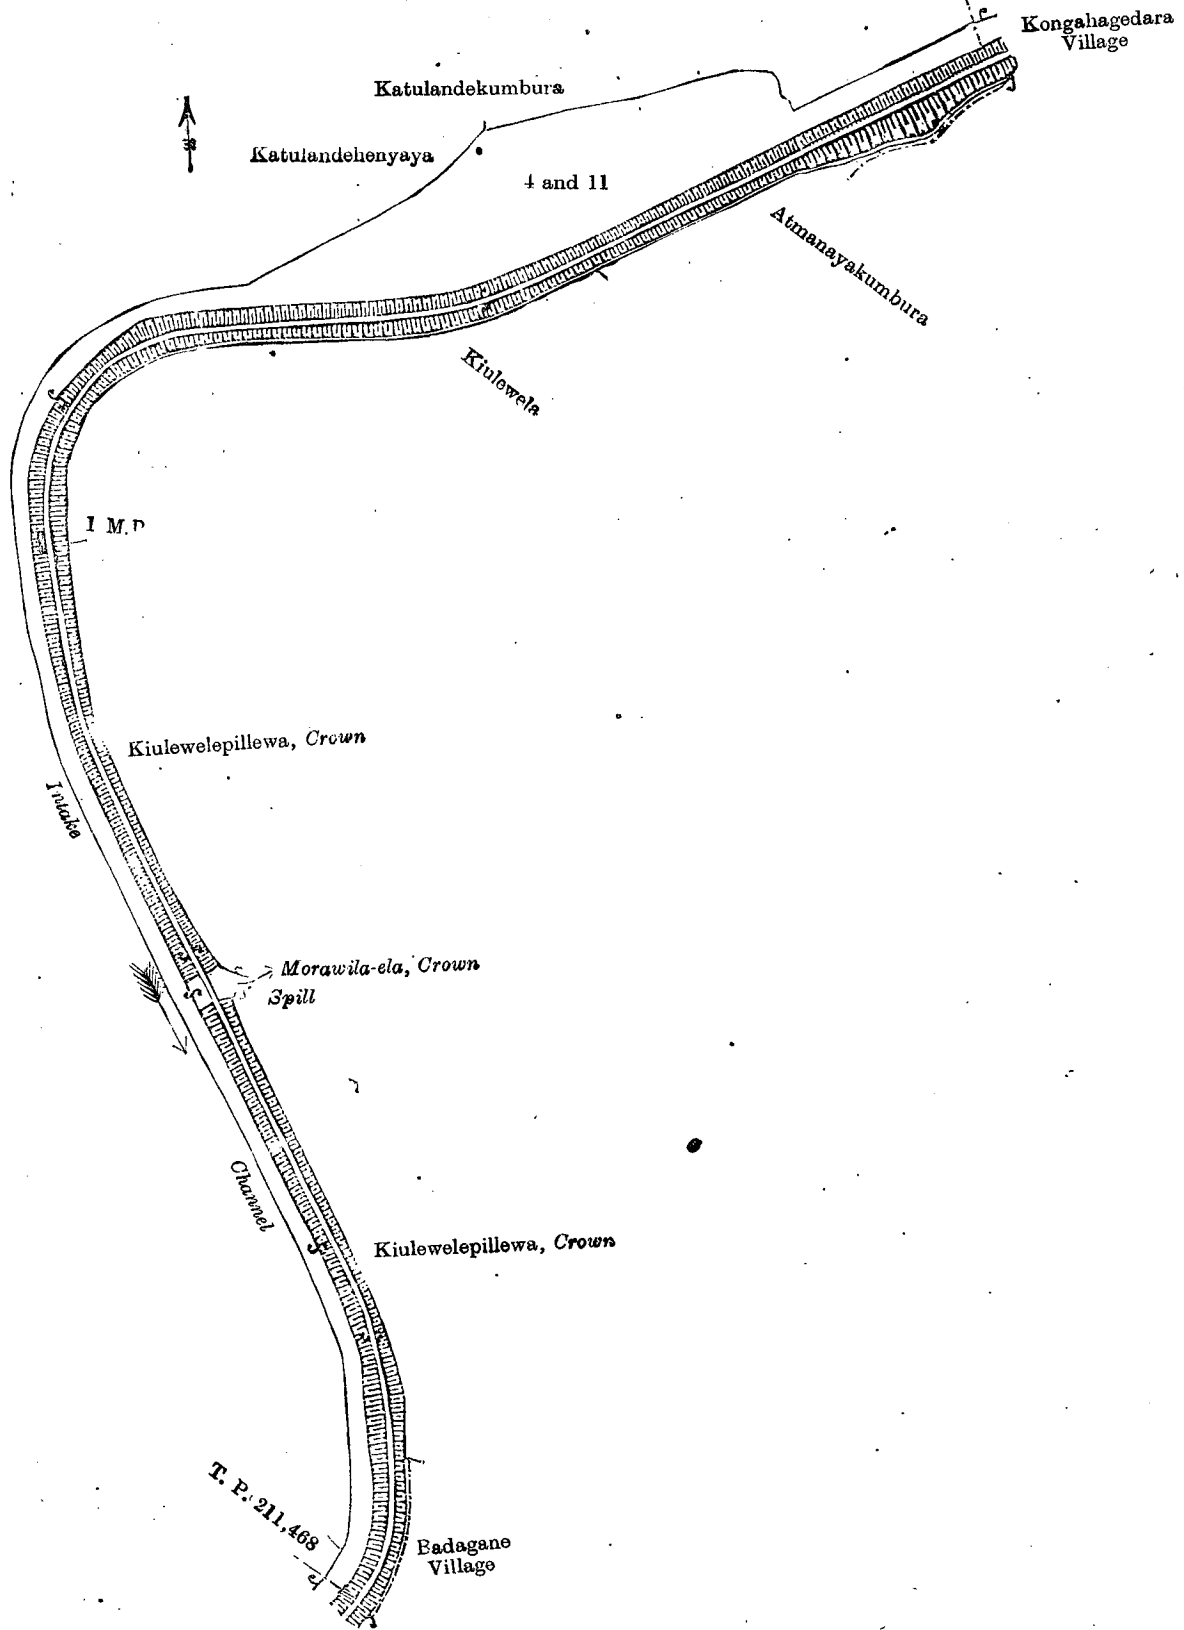 Kongahagedara
Village
Katulandekumbura
Katulandehenyaya
4 and 11
Atmanayakumbura
Kiulewela
1 M.P
Kiulewelepillewa, Crown
Intake
Morawila-ela, Crown
Spill
Channel
Kiulewelepillewa, Crown
T. P. 211,468
Badagane
Village